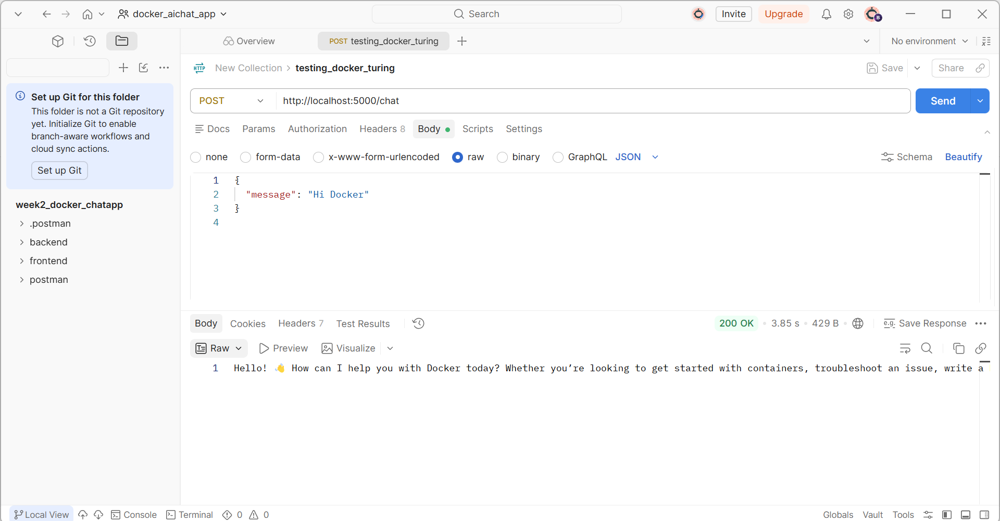 docker_aichat_app
Search
Invite
Upgrade
B
Overview
POST testing_docker_turing
No environment
HTTP New Collection > testing_docker_turing
Save
Share
Set up Git for this folder
This folder is not a Git repository
yet. Initialize Git to enable
branch-aware workflows and
cloud sync actions.
Set up Git
week2_docker_chatapp
.postman
backend
frontend
postman
POST http://localhost:5000/chat
Send
Docs Params Authorization Headers 8 Body Scripts Settings
none form-data x-www-form-urlencoded raw binary GraphQL JSON
Schema Beautify
1 {
2 "message": "Hi Docker"
3 }
4
Body Cookies Headers 7 Test Results
200 OK • 3.85 s • 429 B
e.g. Save Response
Raw Preview Visualize
1 Hello! 👋 How can I help you with Docker today? Whether you’re looking to get started with containers, troubleshoot an issue, write a
Local View Console Terminal 0 0
Globals Vault Tools